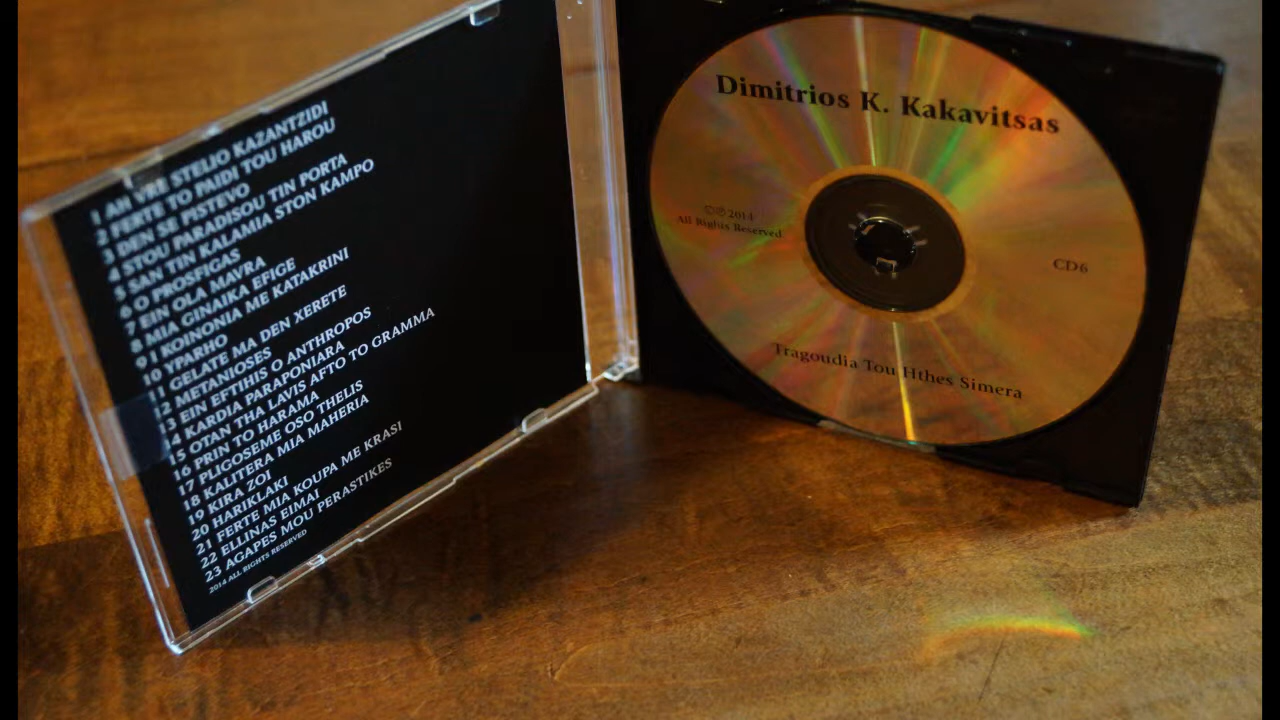 1 AH VRE STELIO KAZANTZIDI
2 FERTE TO PAIDI TOU HAROU
3 DEN SE PISTEVO
4 STOU PARADISOU TIN PORTA
5 SAN TIN KALAMIA STON KAMPO
6 O PROSFIGAS
7 EIN OLA MAVRA
8 MIA GINAIKA EFIGE
9 I KOINONIA ME KATAKRINI
10 YPARHO
11 GELATE MA DEN XERETE
12 METANIOSES
13 EIN EFTIHIS O ANTHROPOS
14 KARDIA PARAPONIARA
15 OTAN THA LAVIS AFTO TO GRAMMA
16 PRIN TO HARAMA
17 PLIGOSEME OSO THELIS
18 KALITERA MIA MAHERIA
19 KIRA ZOI
20 HARIKLAKI
21 FERTE MIA KOUPA ME KRASI
22 ELLINAS EIMAI
23 AGAPES MOU PERASTIKES
2014 ALL RIGHTS RESERVED
Dimitrios K. Kakavitsas
©℗2014
All Rights Reserved
CD6
Tragoudia Tou Hthes Simera